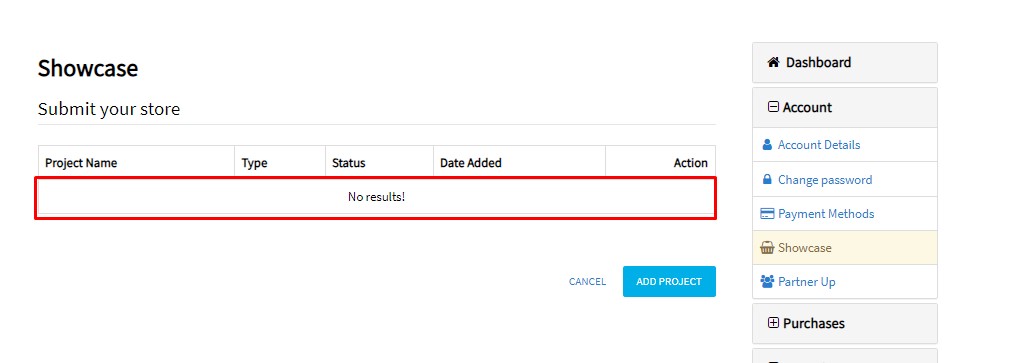 Showcase
Submit your store
Project Name Type Status Date Added Action
No results!
CANCEL ADD PROJECT
Dashboard
Account
Account Details
Change password
Payment Methods
Showcase
Partner Up
Purchases